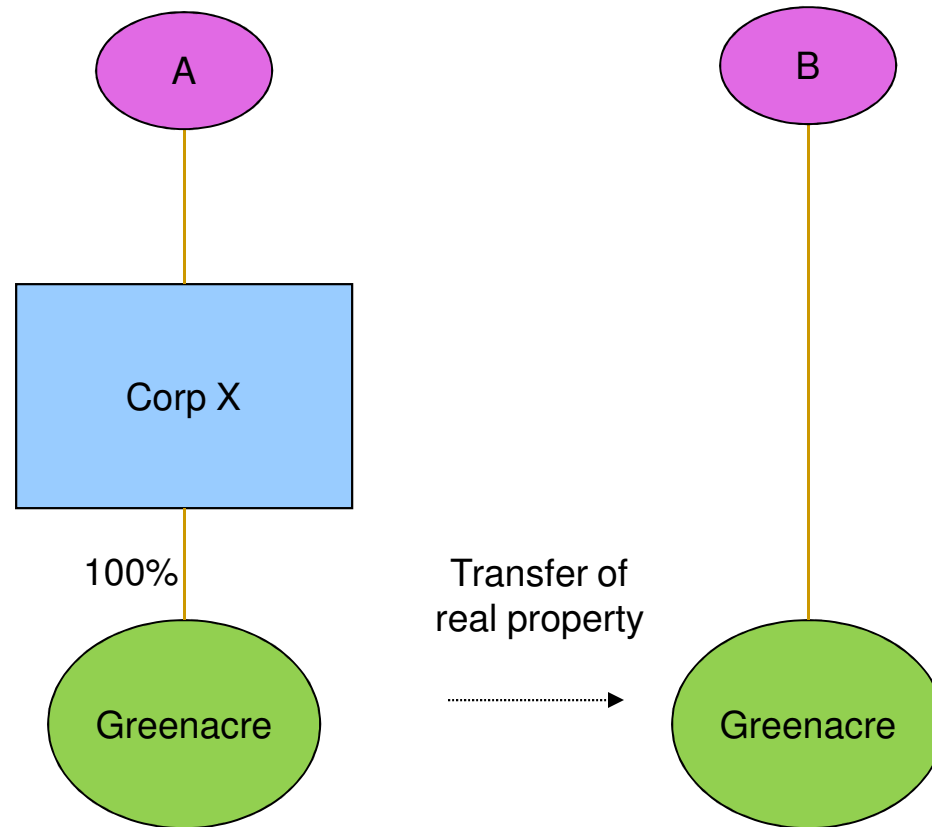 A
B
Corp X
100%
Transfer of
real property
Greenacre
Greenacre